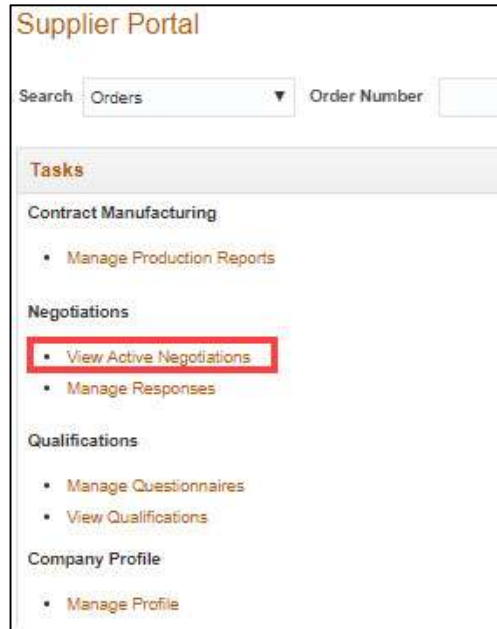 Supplier Portal
Search Orders ▼ Order Number
Tasks
Contract Manufacturing
• Manage Production Reports
Negotiations
• View Active Negotiations
• Manage Responses
Qualifications
• Manage Questionnaires
• View Qualifications
Company Profile
• Manage Profile